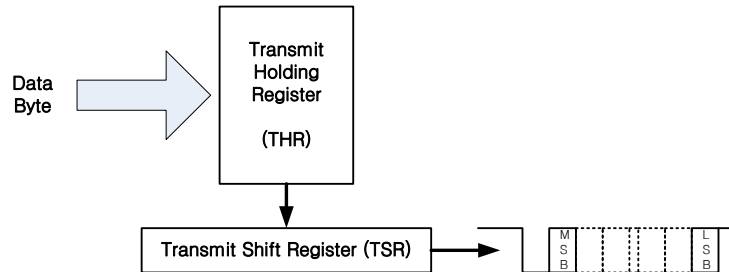 Data
Byte
Transmit
Holding
Register
(THR)
Transmit Shift Register (TSR)
M
S
B
L
S
B